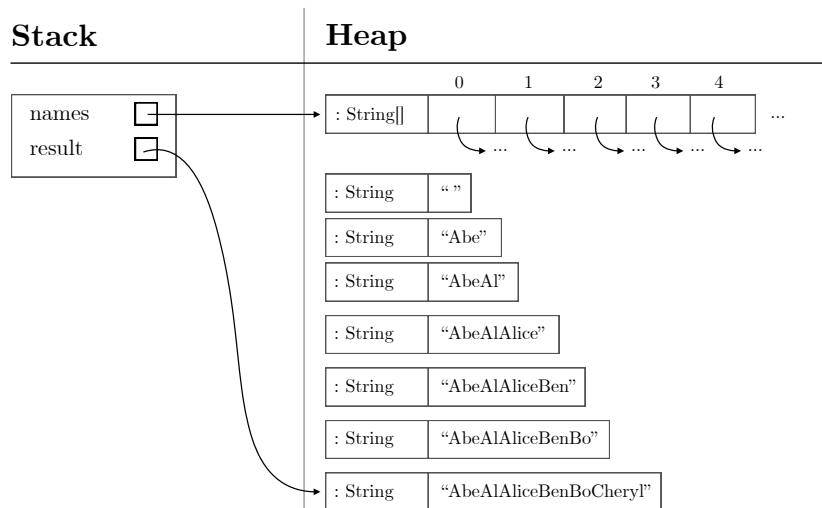 Stack Heap
0 1 2 3 4
names : String[] ...
result ... ... ... ... ...
: String “ ”
: String “Abe”
: String “AbeAl”
: String “AbeAlAlice”
: String “AbeAlAliceBen”
: String “AbeAlAliceBenBo”
: String “AbeAlAliceBenBoCheryl”